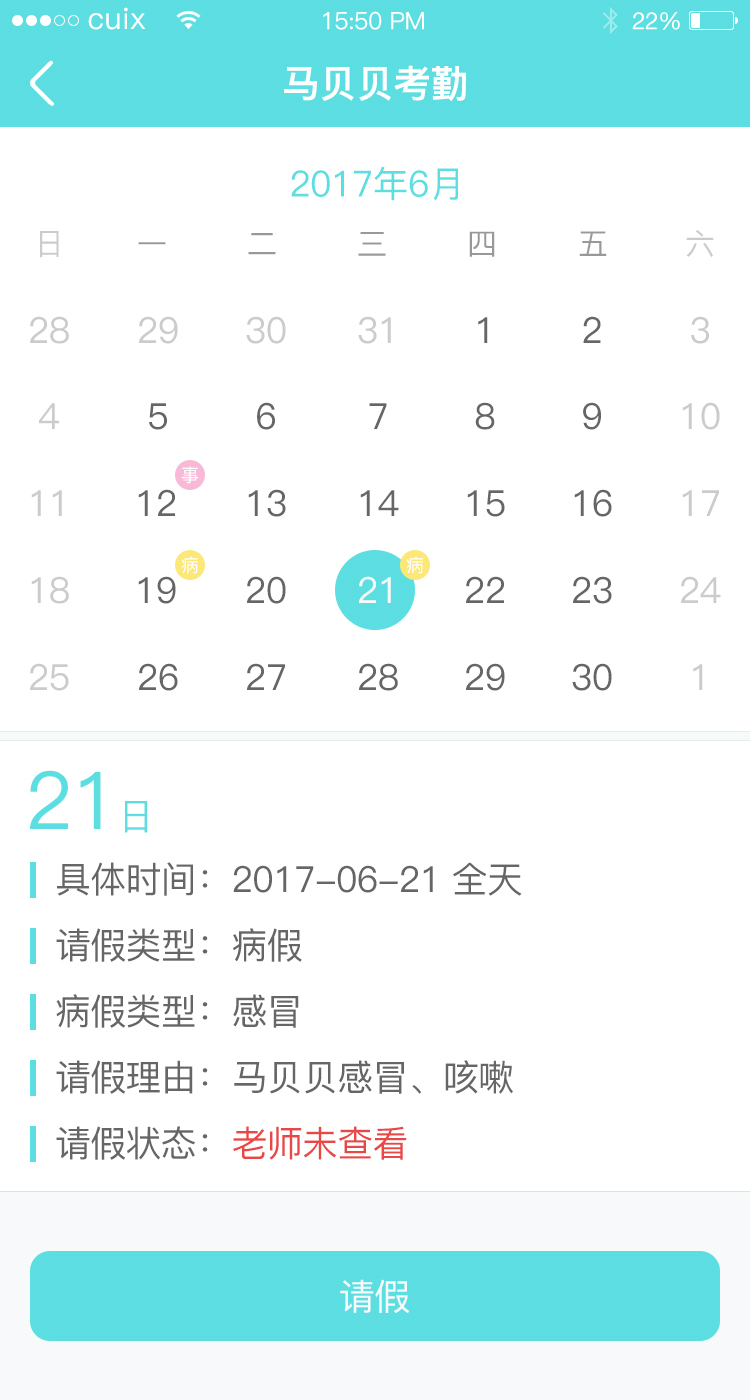 cuix 15:50 PM 22%
马贝贝考勤
2017年6月
日 一 二 三 四 五 六
28 29 30 31 1 2 3
4 5 6 7 8 9 10
事
11 12 13 14 15 16 17
病 病
18 19 20 21 22 23 24
25 26 27 28 29 30 1
21 日
具体时间：2017-06-21 全天
请假类型：病假
病假类型：感冒
请假理由：马贝贝感冒、咳嗽
请假状态：老师未查看
请假